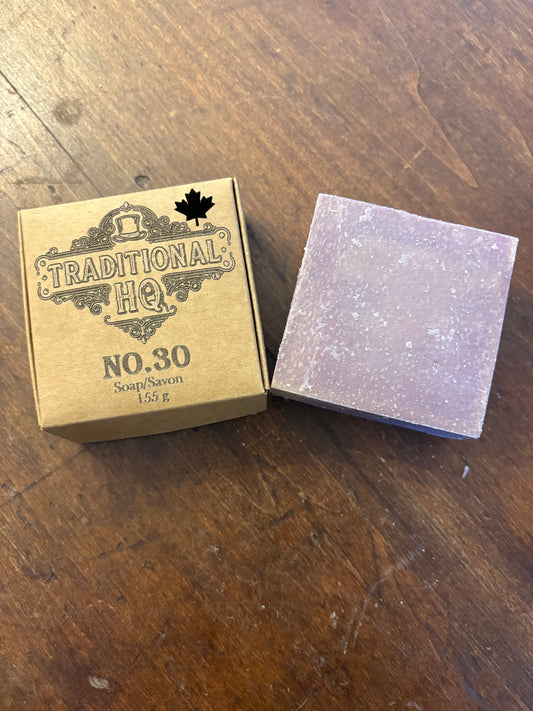 TRADITIONAL
HQ
NO.30
Soap/Savon
155 g